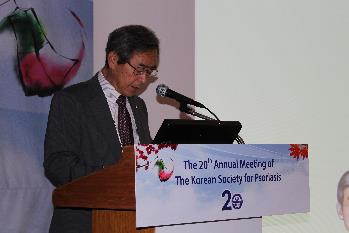 The 20th Annual Meeting of
The Korean Society for Psoriasis
20